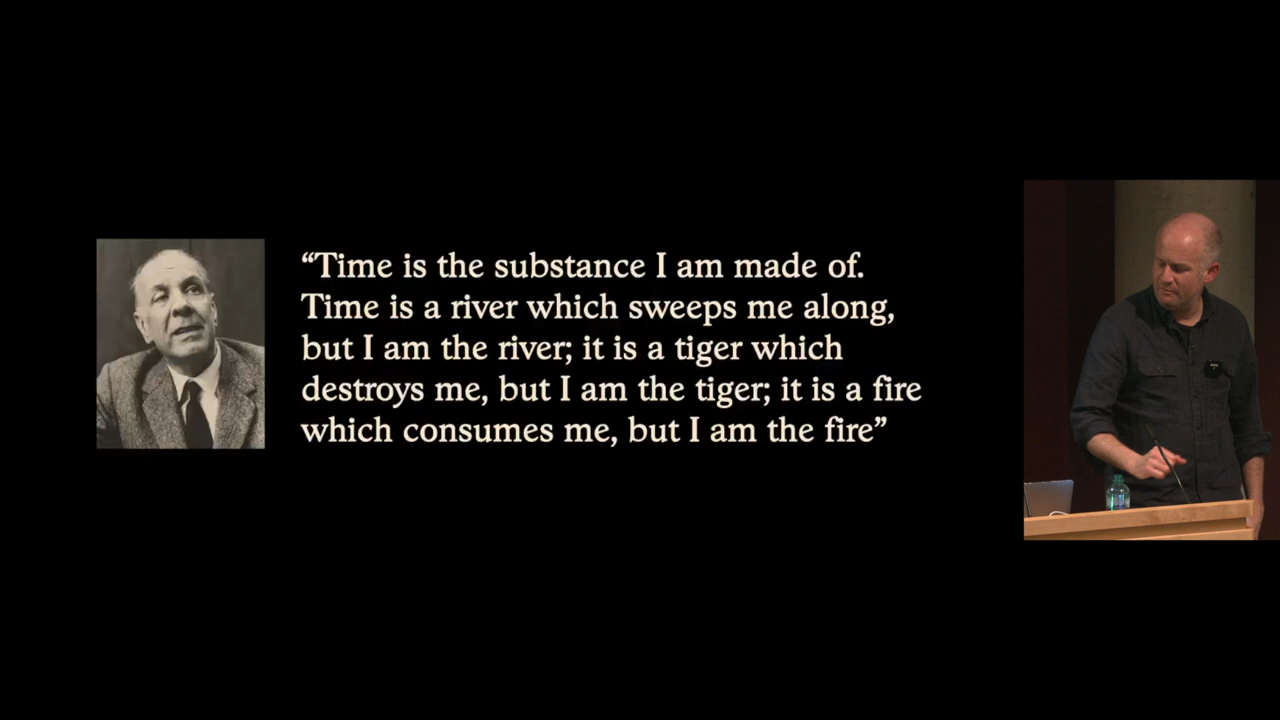 “Time is the substance I am made of.
Time is a river which sweeps me along,
but I am the river; it is a tiger which
destroys me, but I am the tiger; it is a fire
which consumes me, but I am the fire”